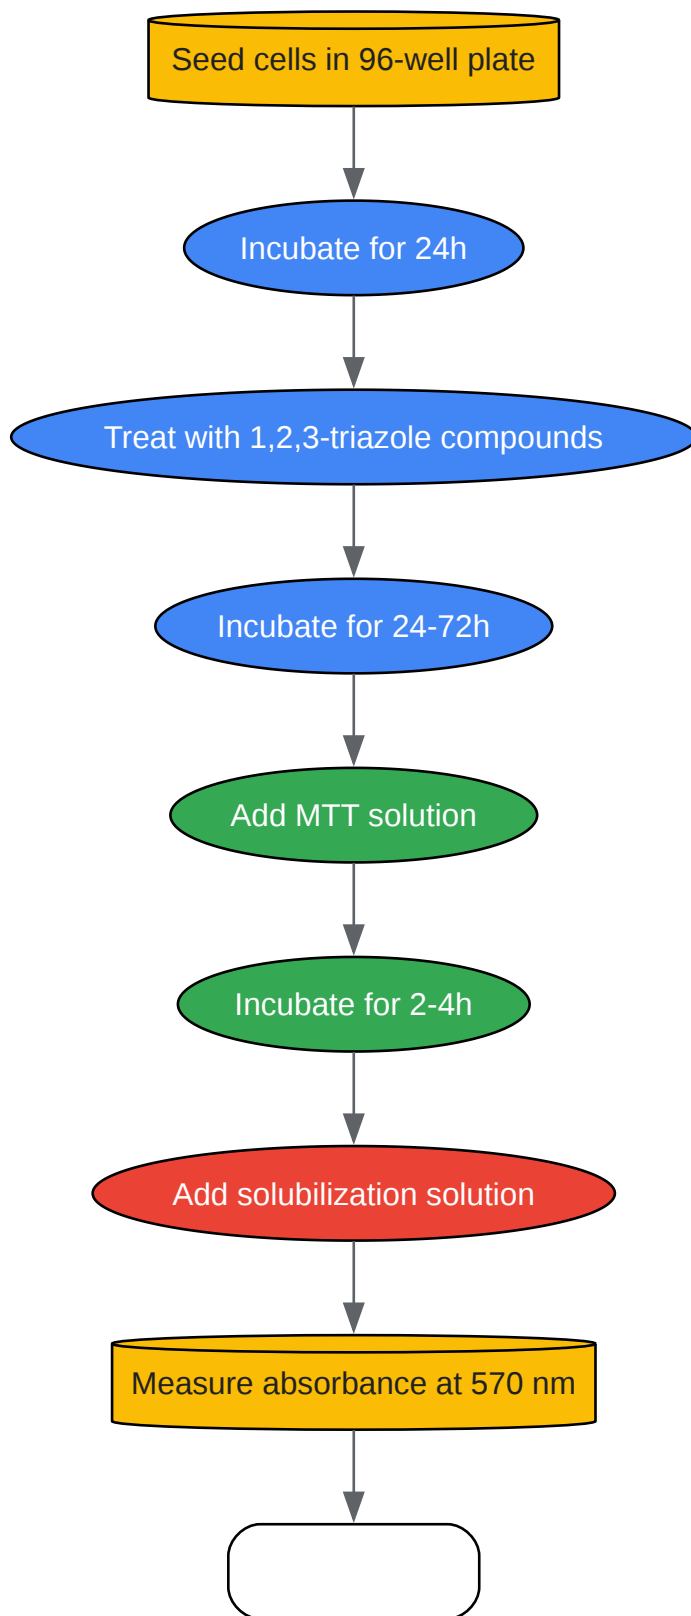 Seed cells in 96-well plate
Incubate for 24h
Treat with 1,2,3-triazole compounds
Incubate for 24-72h
Add MTT solution
Incubate for 2-4h
Add solubilization solution
Measure absorbance at 570 nm